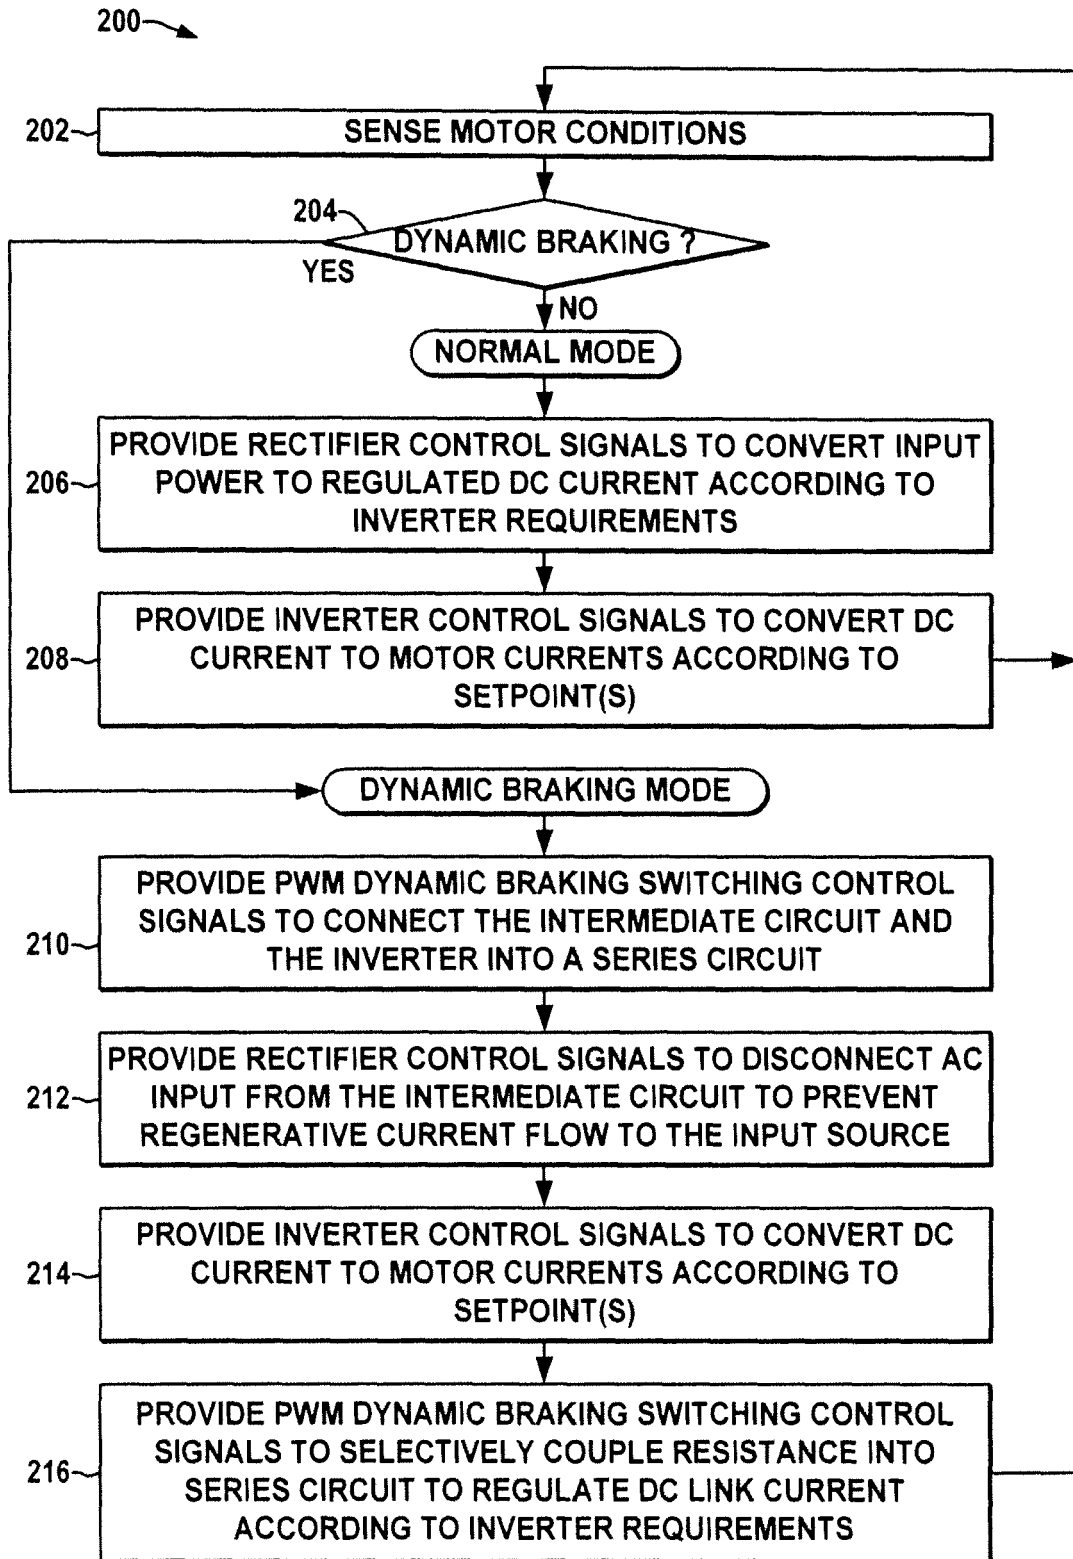 200
202
SENSE MOTOR CONDITIONS
204
DYNAMIC BRAKING ?
YES
NO
NORMAL MODE
206
PROVIDE RECTIFIER CONTROL SIGNALS TO CONVERT INPUT
POWER TO REGULATED DC CURRENT ACCORDING TO
INVERTER REQUIREMENTS
208
PROVIDE INVERTER CONTROL SIGNALS TO CONVERT DC
CURRENT TO MOTOR CURRENTS ACCORDING TO
SETPOINT(S)
DYNAMIC BRAKING MODE
210
PROVIDE PWM DYNAMIC BRAKING SWITCHING CONTROL
SIGNALS TO CONNECT THE INTERMEDIATE CIRCUIT AND
THE INVERTER INTO A SERIES CIRCUIT
212
PROVIDE RECTIFIER CONTROL SIGNALS TO DISCONNECT AC
INPUT FROM THE INTERMEDIATE CIRCUIT TO PREVENT
REGENERATIVE CURRENT FLOW TO THE INPUT SOURCE
214
PROVIDE INVERTER CONTROL SIGNALS TO CONVERT DC
CURRENT TO MOTOR CURRENTS ACCORDING TO
SETPOINT(S)
216
PROVIDE PWM DYNAMIC BRAKING SWITCHING CONTROL
SIGNALS TO SELECTIVELY COUPLE RESISTANCE INTO
SERIES CIRCUIT TO REGULATE DC LINK CURRENT
ACCORDING TO INVERTER REQUIREMENTS